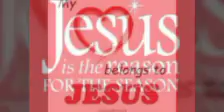 My
Jesus
is the reason
belongs to
FOR THE SEASON
JESUS